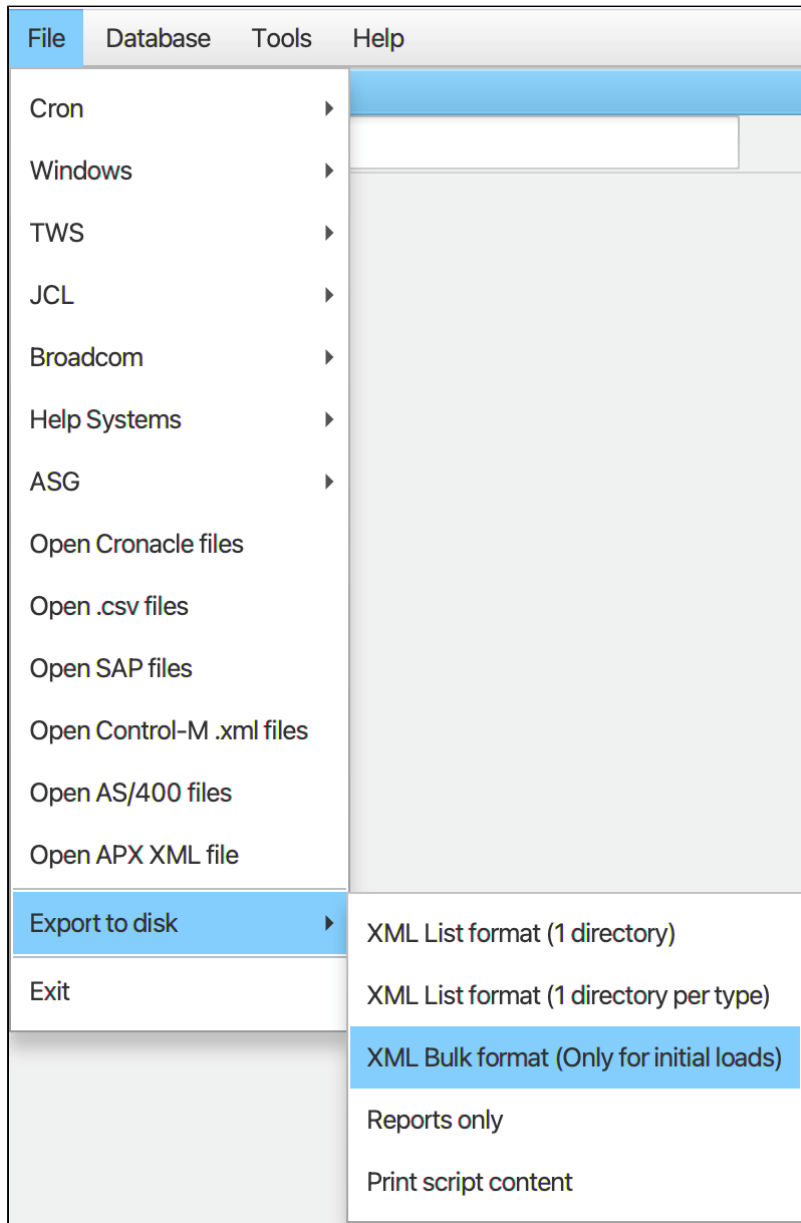 File Database Tools Help
Cron
Windows
TWS
JCL
Broadcom
Help Systems
ASG
Open Cronacle files
Open .csv files
Open SAP files
Open Control-M .xml files
Open AS/400 files
Open APX XML file
Export to disk
Exit
XML List format (1 directory)
XML List format (1 directory per type)
XML Bulk format (Only for initial loads)
Reports only
Print script content